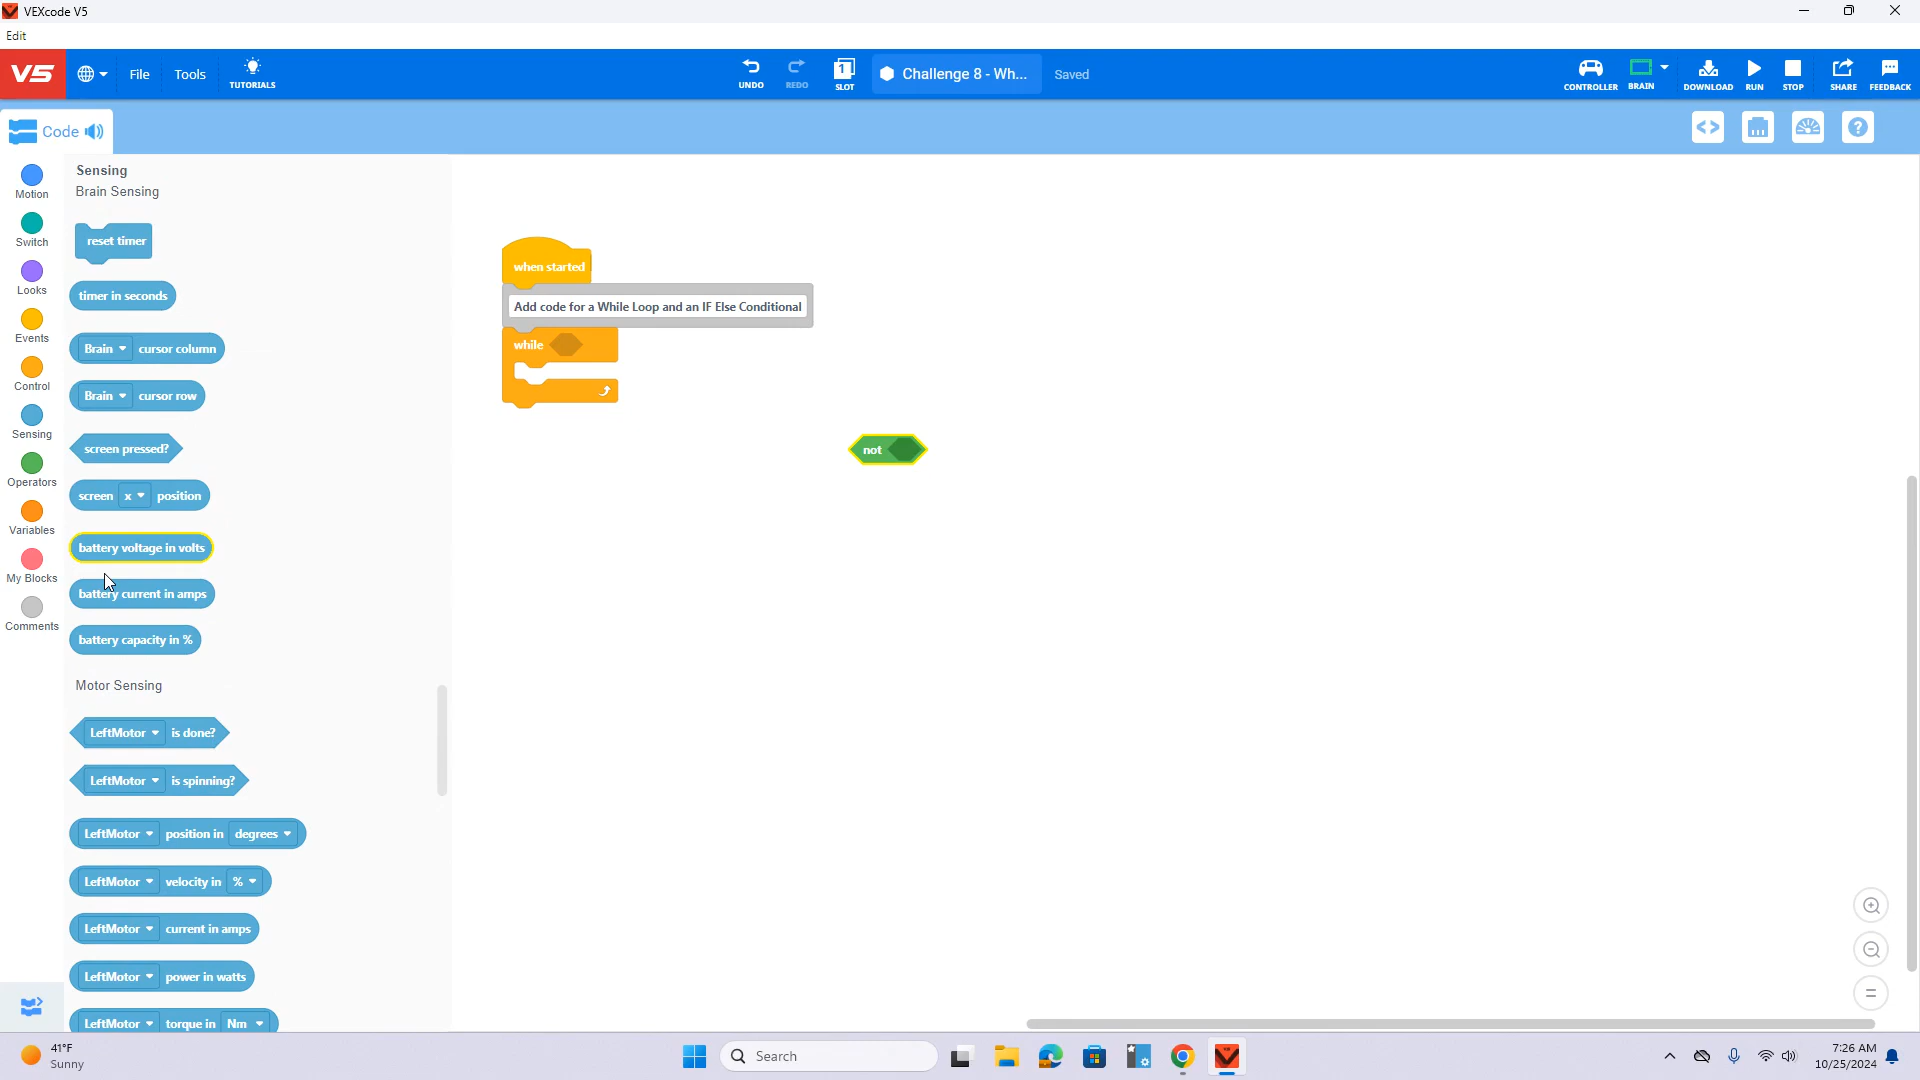 VEXcode V5
Edit
V5
File
Tools
TUTORIALS
UNDO
REDO
1
SLOT
Challenge 8 - Wh...
Saved
CONTROLLER
BRAIN
DOWNLOAD
RUN
STOP
SHARE
FEEDBACK
Code
Motion
Switch
Looks
Events
Control
Sensing
Operators
Variables
My Blocks
Comments
Sensing
Brain Sensing
reset timer
timer in seconds
Brain cursor column
Brain cursor row
screen pressed?
screen x position
battery voltage in volts
battery current in amps
battery capacity in %
Motor Sensing
LeftMotor is done?
LeftMotor is spinning?
LeftMotor position in degrees
LeftMotor velocity in %
LeftMotor current in amps
LeftMotor power in watts
LeftMotor torque in Nm
when started
Add code for a While Loop and an IF Else Conditional
while
not
41°F
Sunny
Search
7:26 AM
10/25/2024